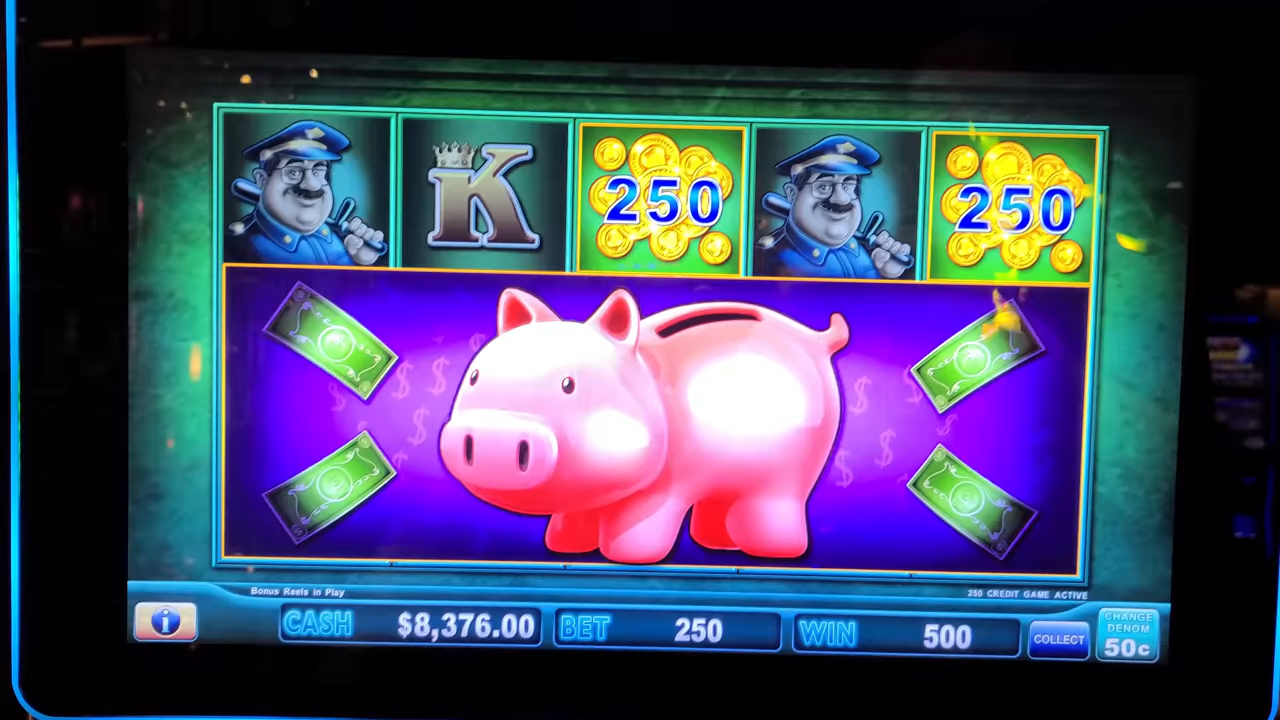 K
250
250
Bonus Reels in Play
250 CREDIT GAME ACTIVE
i
CASH $8,376.00
BET 250
WIN 500
COLLECT
CHANGE
DENOM
50¢